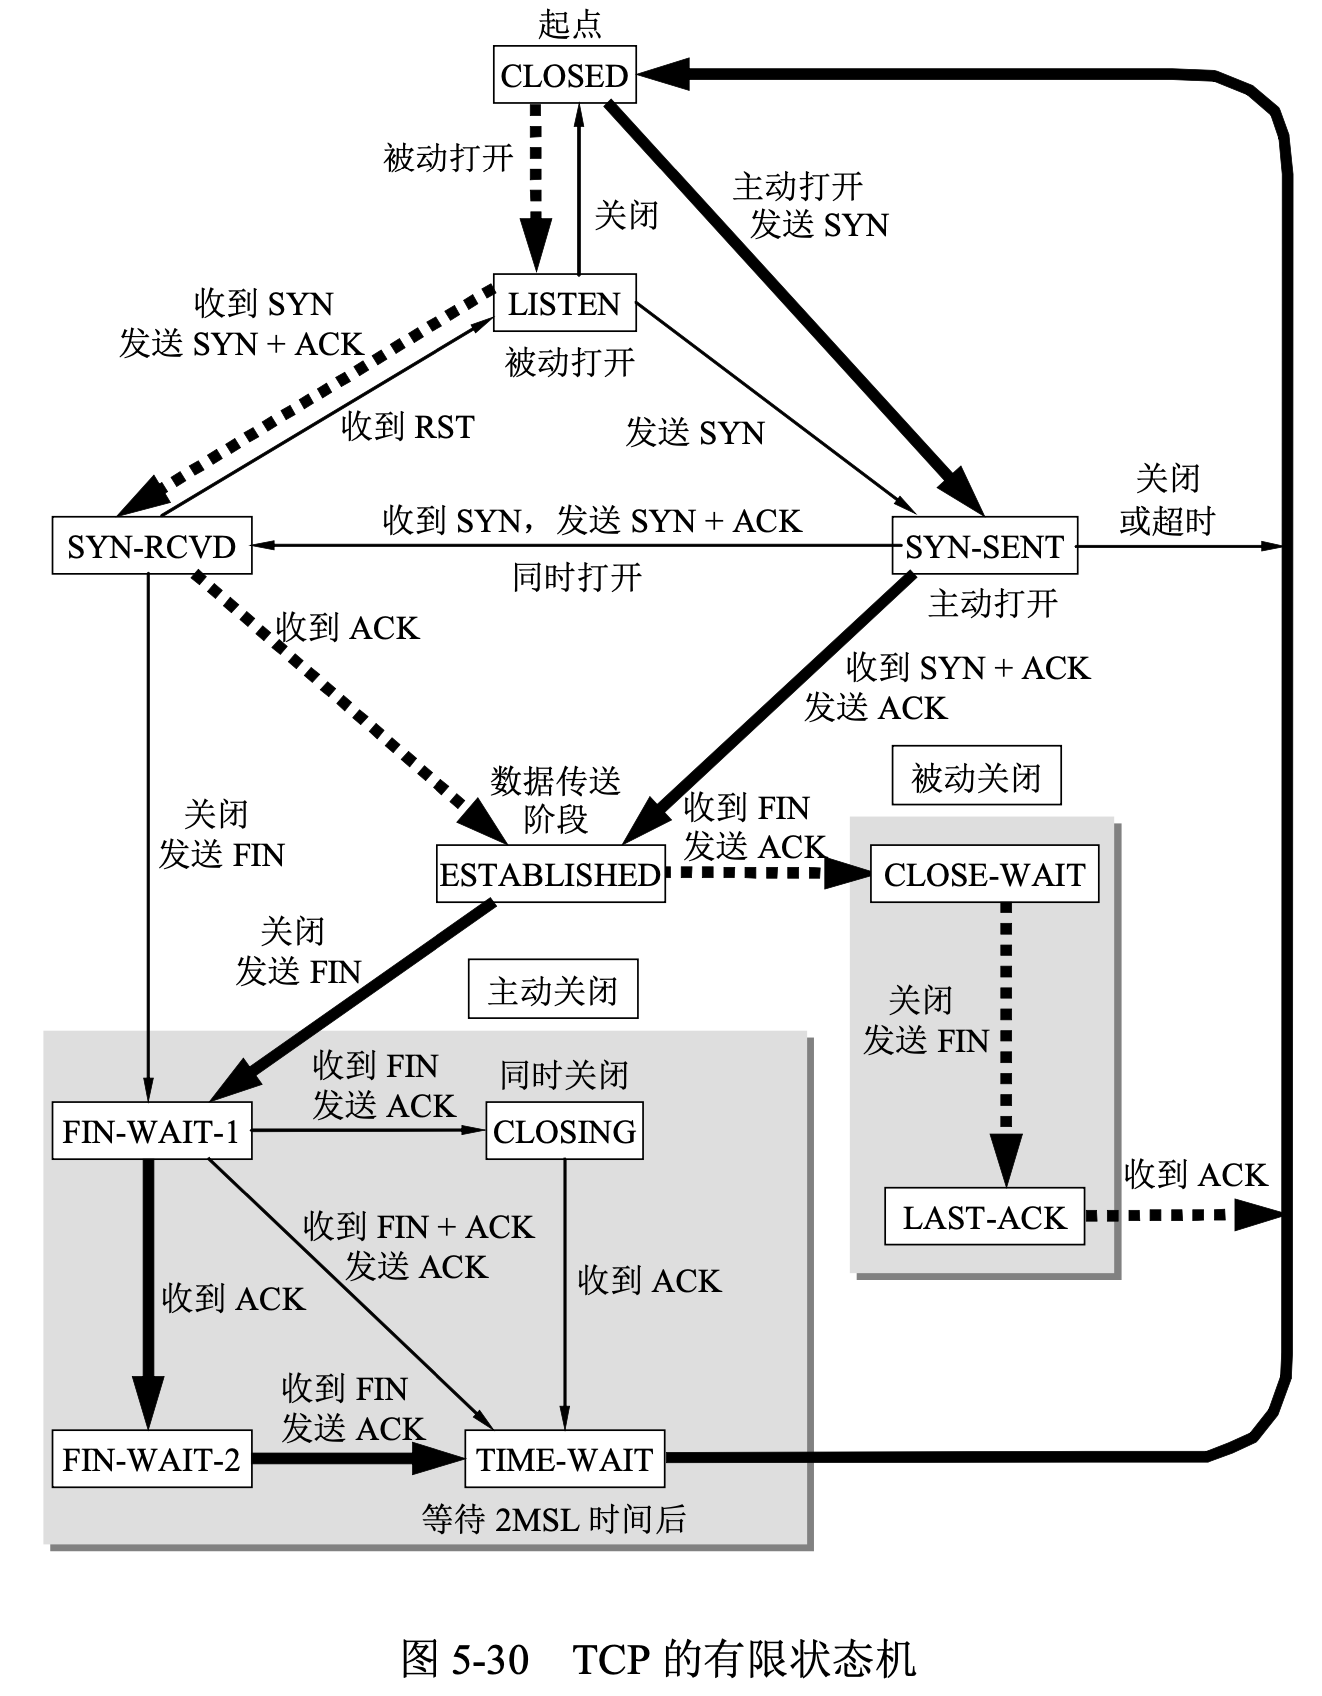 起点
CLOSED
被动打开
关闭
主动打开
发送 SYN
LISTEN
被动打开
收到 SYN
发送 SYN + ACK
收到 RST
发送 SYN
SYN-RCVD
收到 SYN，发送 SYN + ACK
同时打开
SYN-SENT
主动打开
关闭
或超时
收到 ACK
收到 SYN + ACK
发送 ACK
数据传送
阶段
ESTABLISHED
关闭
发送 FIN
收到 FIN
发送 ACK
被动关闭
CLOSE-WAIT
关闭
发送 FIN
主动关闭
关闭
发送 FIN
LAST-ACK
收到 ACK
FIN-WAIT-1
收到 FIN
发送 ACK
同时关闭
CLOSING
收到 ACK
收到 FIN + ACK
发送 ACK
收到 ACK
FIN-WAIT-2
收到 FIN
发送 ACK
TIME-WAIT
等待 2MSL 时间后
图 5-30 TCP 的有限状态机